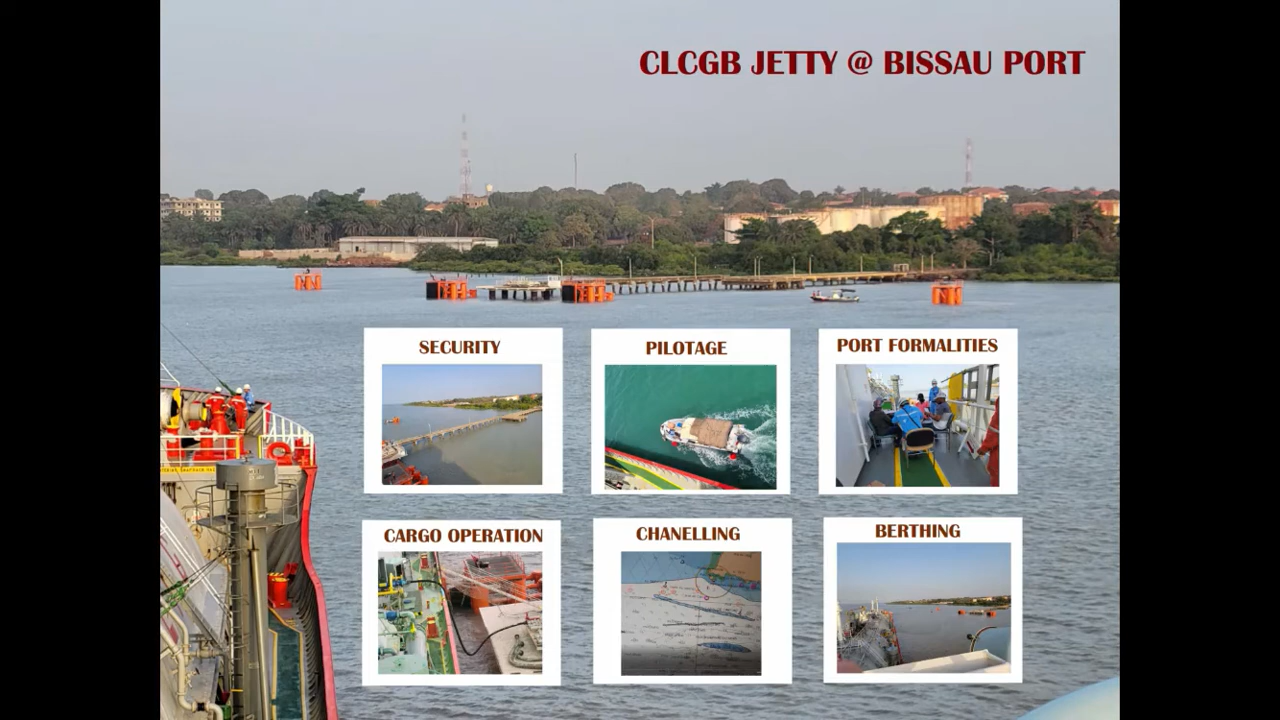 CLCGB JETTY @ BISSAU PORT
SECURITY
PILOTAGE
PORT FORMALITIES
CARGO OPERATION
CHANELLING
BERTHING